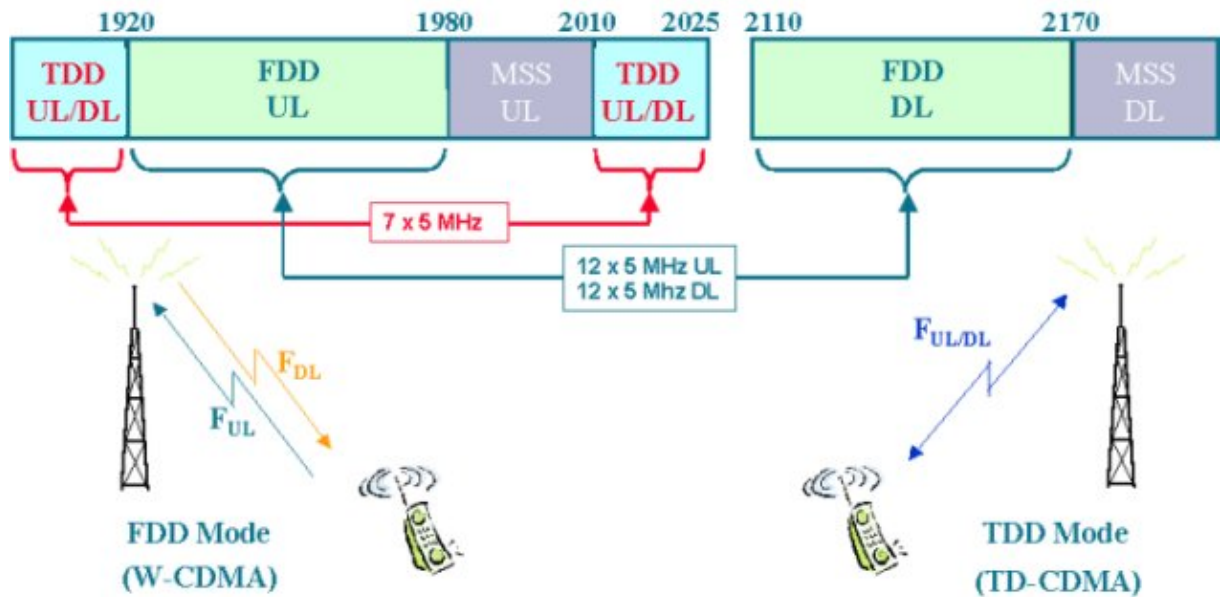 1920 1980 2010 2025 2110 2170
TDD FDD MSS TDD FDD MSS
UL/DL UL UL UL/DL DL DL
7 x 5 MHz
12 x 5 MHz UL
12 x 5 Mhz DL
F_DL
F_UL
F_UL/DL
FDD Mode
(W-CDMA)
TDD Mode
(TD-CDMA)